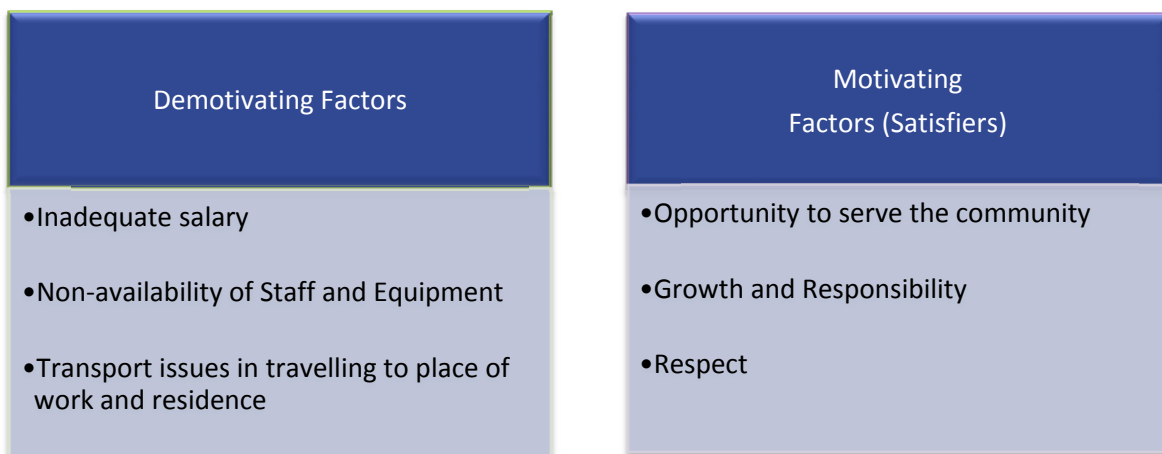 Demotivating Factors
•Inadequate salary
•Non-availability of Staff and Equipment
•Transport issues in travelling to place of
work and residence
Motivating
Factors (Satisfiers)
•Opportunity to serve the community
•Growth and Responsibility
•Respect